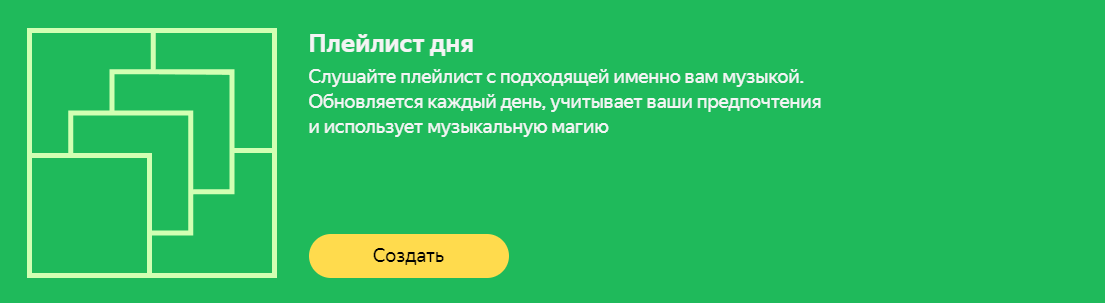 Плейлист дня
Слушайте плейлист с подходящей именно вам музыкой.
Обновляется каждый день, учитывает ваши предпочтения
и использует музыкальную магию
Создать